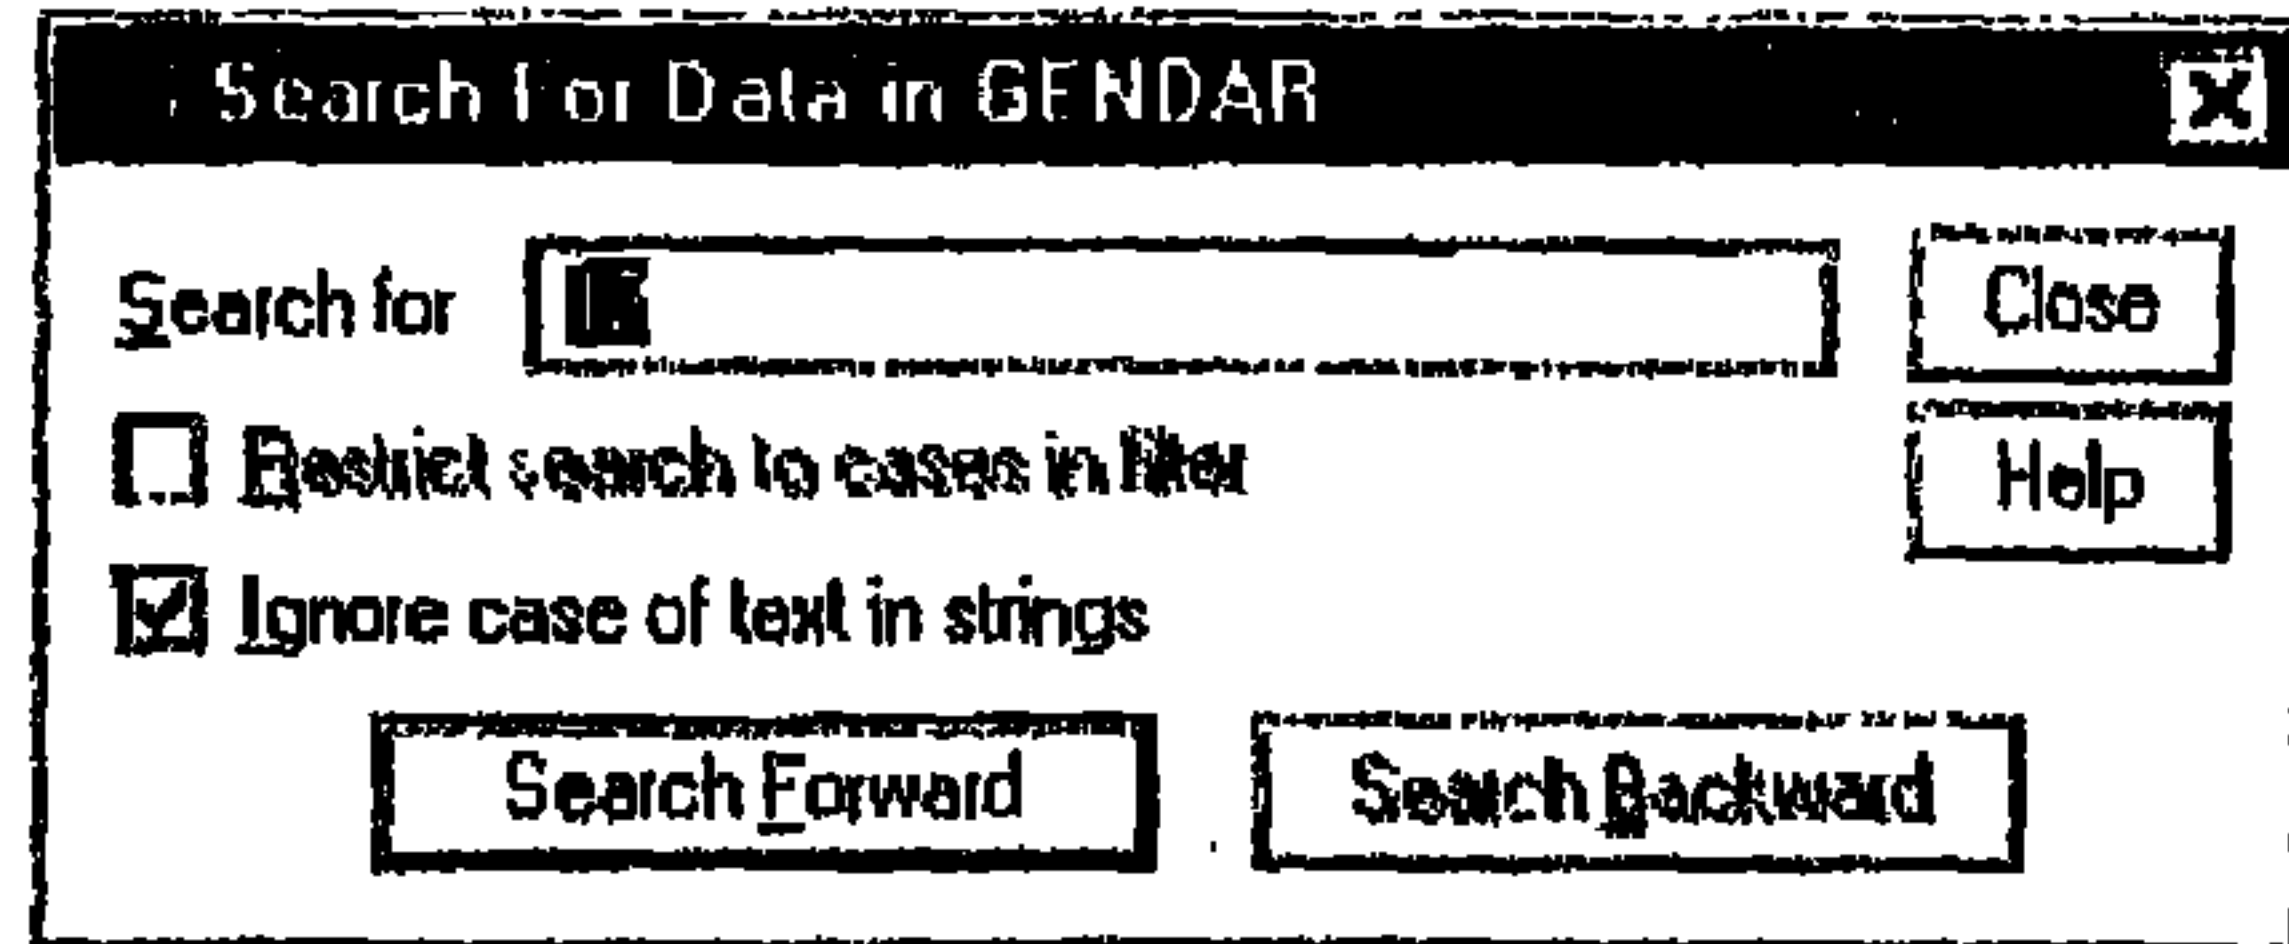 Search For Data in GENDAR
Search for
Close
Restrict search to cases in filter
Help
Ignore case of text in strings
Search Forward
Search Backward